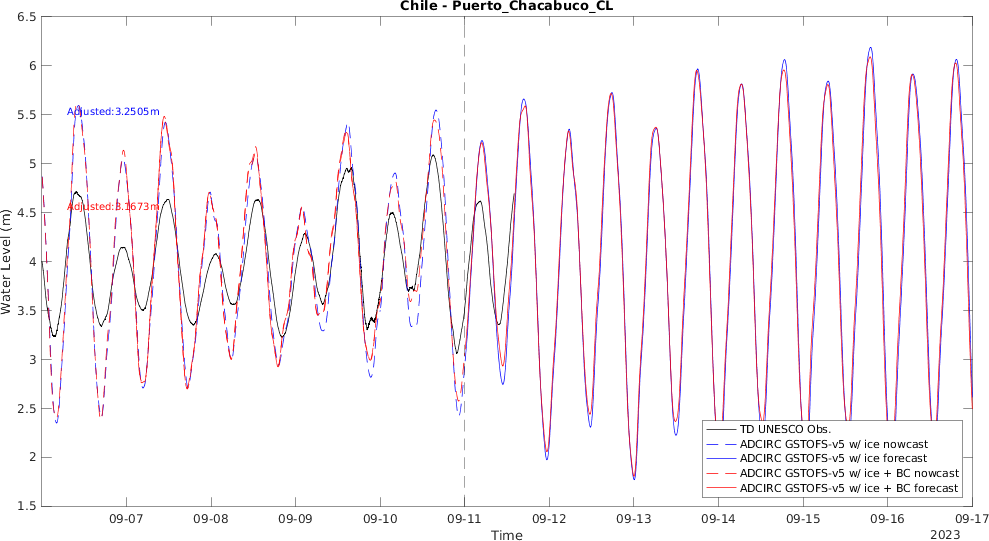 Chile - Puerto_Chacabuco_CL
6.5
6
5.5
5
4.5
4
3.5
3
2.5
2
1.5
Water Level (m)
Adjusted:3.2505m
Adjusted:3.1673m
TD UNESCO Obs.
ADCIRC GSTOFS-v5 w/ ice nowcast
ADCIRC GSTOFS-v5 w/ ice forecast
ADCIRC GSTOFS-v5 w/ ice + BC nowcast
ADCIRC GSTOFS-v5 w/ ice + BC forecast
09-07 09-08 09-09 09-10 09-11 09-12 09-13 09-14 09-15 09-16 09-17
Time
2023